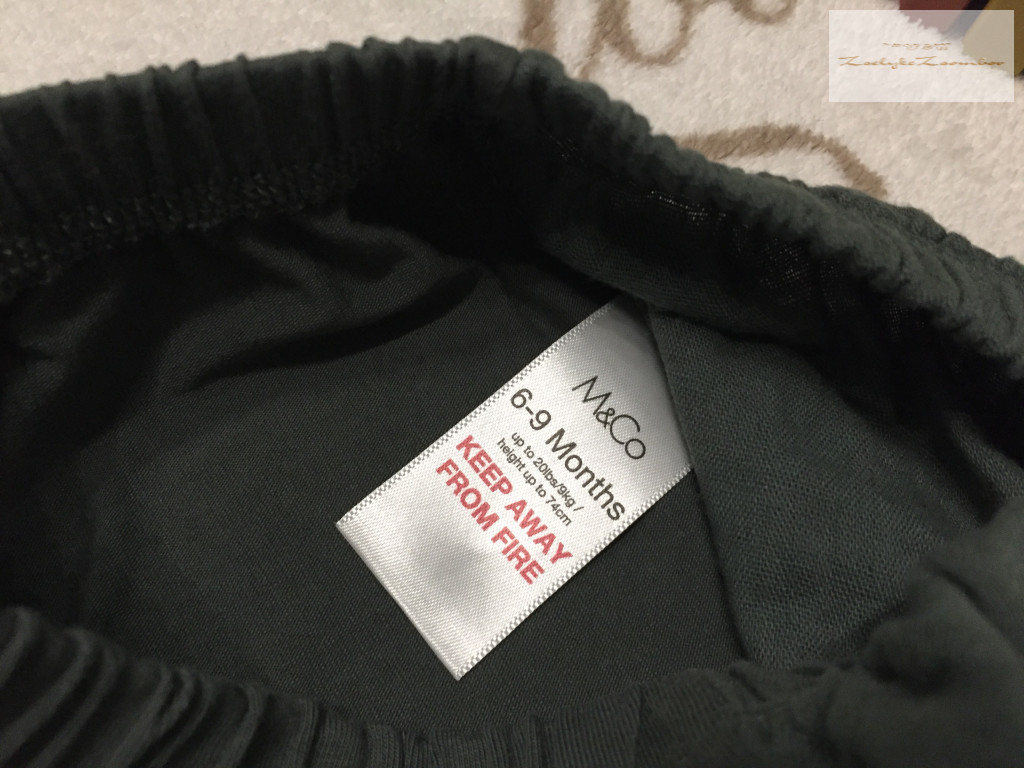 M&Co
6-9 Months
up to 20lbs/9kg/
height up to 74cm
KEEP AWAY
FROM FIRE